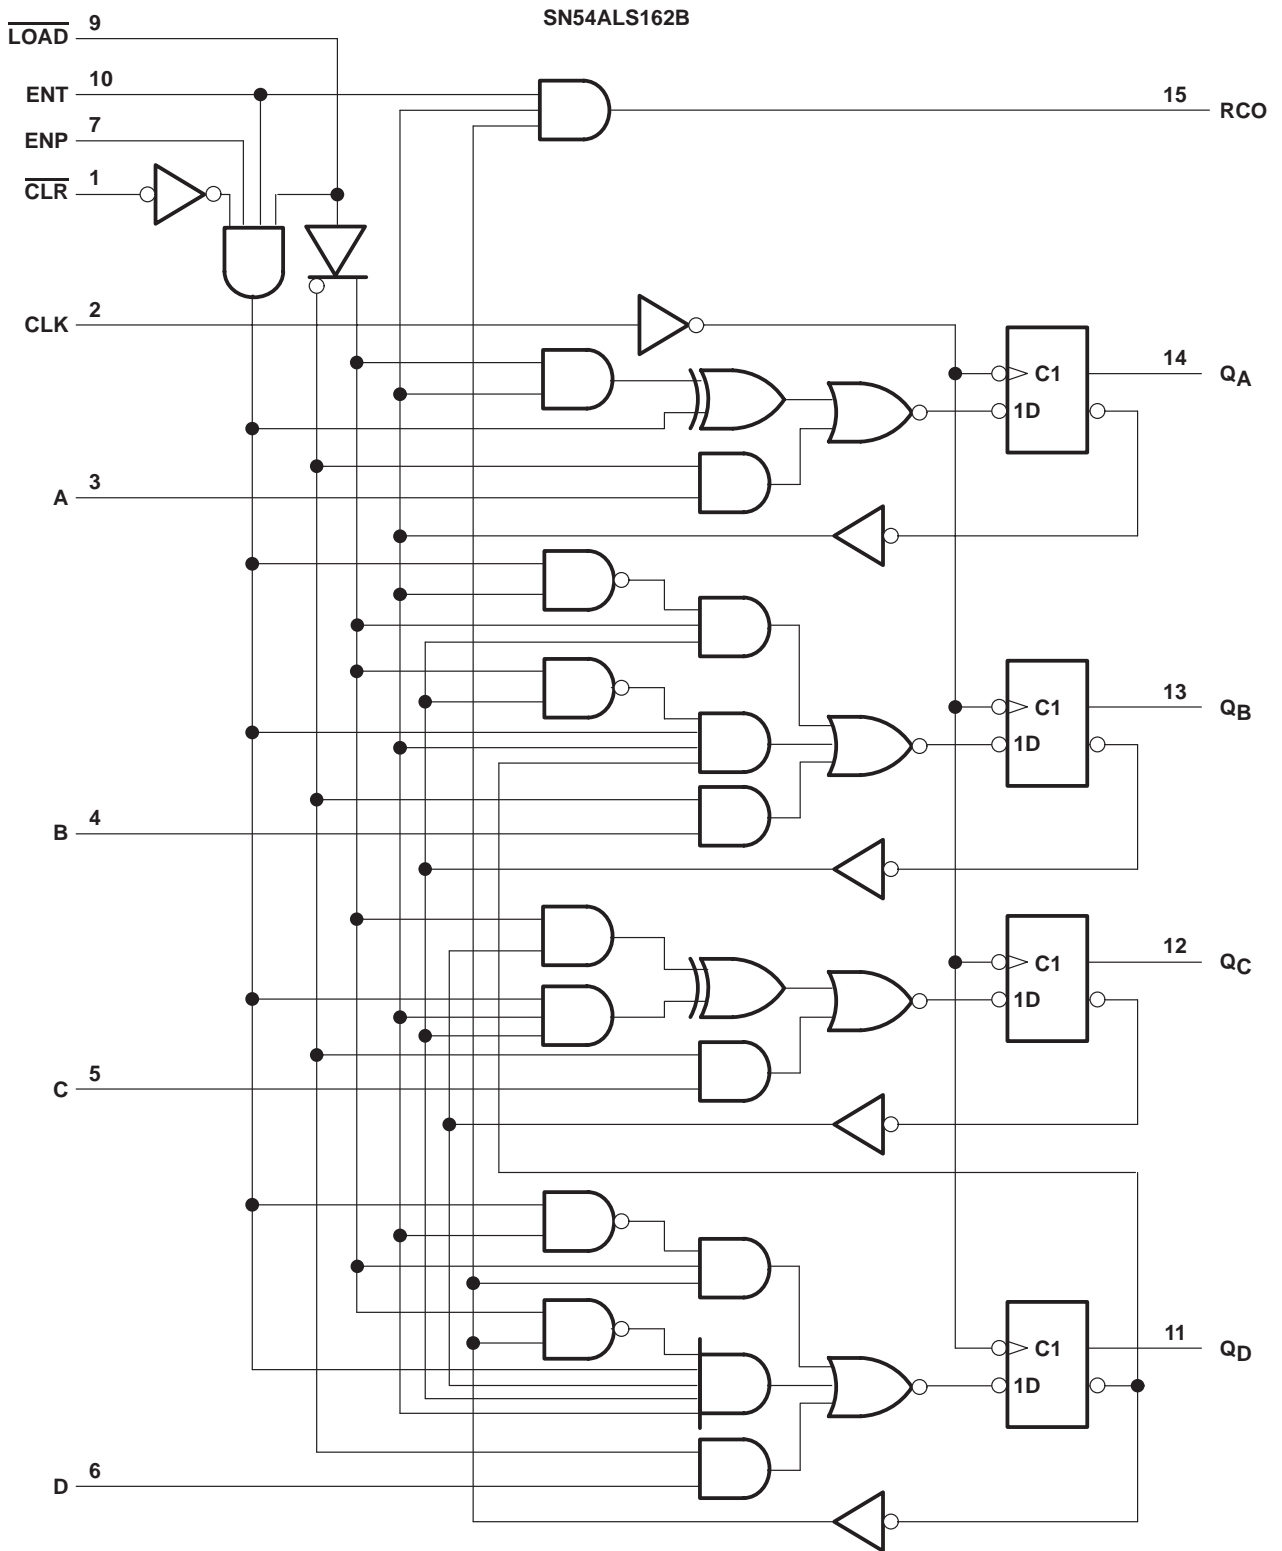 SN54ALS162B
LOAD 9
ENT 10
15 RCO
ENP 7
CLR 1
CLK 2
C1 14 QA
1D
A 3
C1 13 QB
1D
B 4
C1 12 QC
1D
C 5
C1 11 QD
1D
D 6